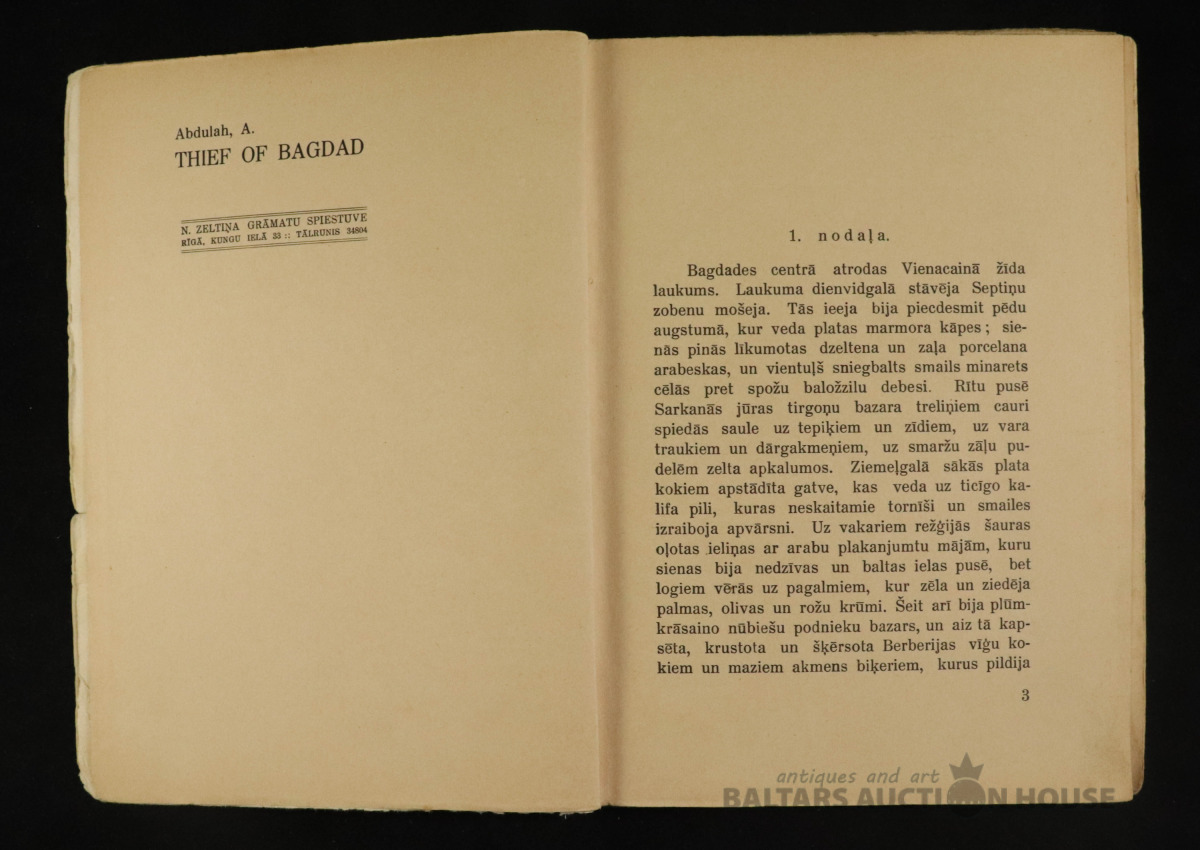 Abdulah, A.
THIEF OF BAGDAD
N. ZELTIŅA GRĀMATU SPIESTUVE
RĪGĀ, KUNGU IELĀ 33 :: TĀLRUNIS 34804
1. nodaļa.
Bagdades centrā atrodas Vienacainā žīda
laukums. Laukuma dienvidgalā stāvēja Septiņu
zobenu mošeja. Tās ieeja bija piecdesmit pēdu
augstumā, kur veda platas marmora kāpes ; sie-
nās pinās līkumotas dzeltena un zaļa porcelana
arabeskas, un vientuļš sniegbalts smails minarets
cēlās pret spožu baložzilu debesi. Rītu pusē
Sarkanās jūras tirgoņu bazara treliņiem cauri
spiedās saule uz tepiķiem un zīdiem, uz vara
traukiem un dārgakmeņiem, uz smaržu zāļu pu-
delēm zelta apkalumos. Ziemeļgalā sākās plata
kokiem apstādīta gatve, kas veda uz ticīgo ka-
lifa pili, kuras neskaitamie tornīši un smailes
izraiboja apvārsni. Uz vakariem režģijās šauras
oļotas ieliņas ar arabu plakanjumtu mājām, kuru
sienas bija nedzīvas un baltas ielas pusē, bet
logiem vērās uz pagalmiem, kur zēla un ziedēja
palmas, olivas un rožu krūmi. Šeit arī bija plūm-
krāsaino nūbiešu podnieku bazars, un aiz tā kap-
sēta, krustota un šķērsota Berberijas vīģu ko-
kiem un maziem akmens biķeriem, kurus pildija
3
antiques and art
BALTARS AUCTION HOUSE